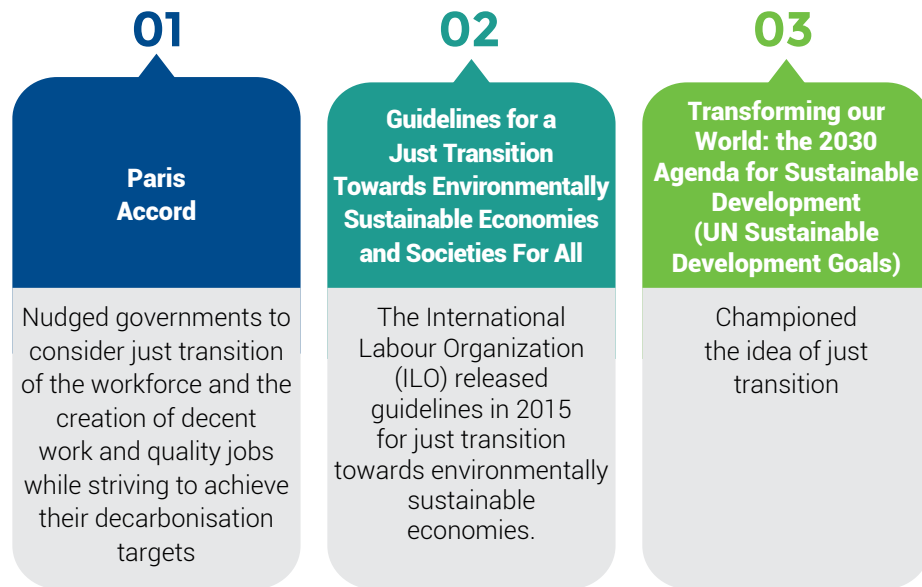 01
Paris
Accord
Nudged governments to
consider just transition
of the workforce and the
creation of decent
work and quality jobs
while striving to achieve
their decarbonisation
targets
02
Guidelines for a
Just Transition
Towards Environmentally
Sustainable Economies
and Societies For All
The International
Labour Organization
(ILO) released
guidelines in 2015
for just transition
towards environmentally
sustainable
economies.
03
Transforming our
World: the 2030
Agenda for Sustainable
Development
(UN Sustainable
Development Goals)
Championed
the idea of just
transition